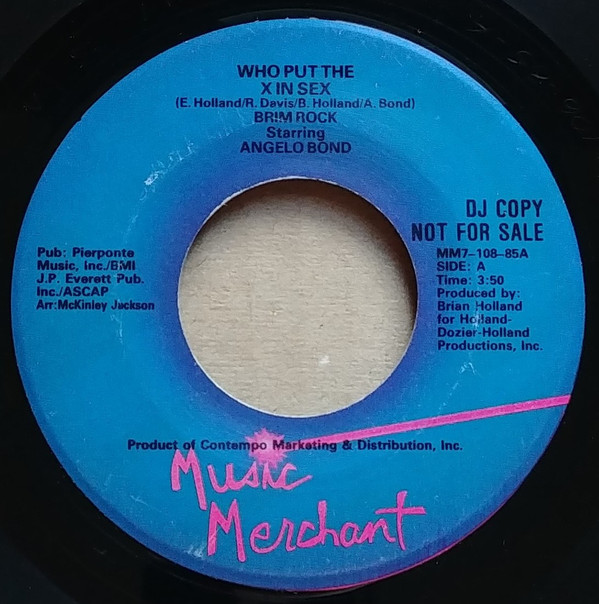 WHO PUT THE
X IN SEX
(E. Holland/R. Davis/B. Holland/A. Bond)
BRIM ROCK
Starring
ANGELO BOND
DJ COPY
NOT FOR SALE
Pub: Pierponte
Music, Inc./BMI
J.P. Everett Pub.
Inc./ASCAP
Arr:McKinley Jackson
MM7-108-85A
SIDE: A
Time: 3:50
Produced by:
Brian Holland
for Holland-
Dozier-Holland
Productions, Inc.
Product of Contempo Marketing & Distribution, Inc.
Music
Merchant